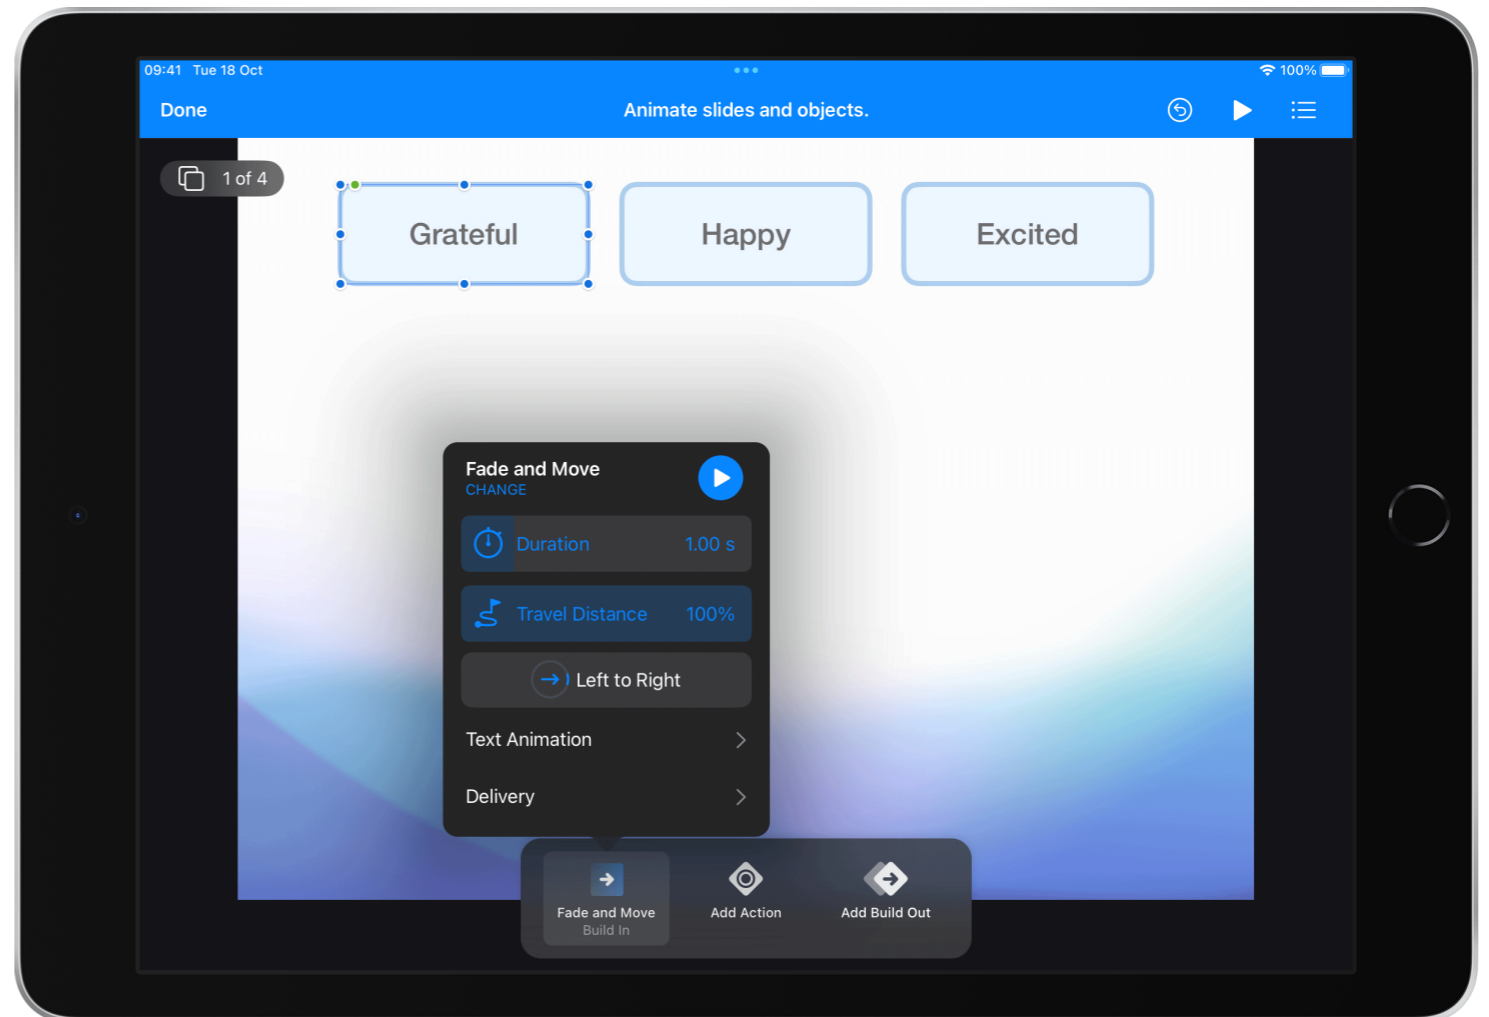 09:41 Tue 18 Oct
100%
Done
Animate slides and objects.
1 of 4
Grateful
Happy
Excited
Fade and Move
CHANGE
Duration 1.00 s
Travel Distance 100%
Left to Right
Text Animation
Delivery
Fade and Move
Build In
Add Action
Add Build Out